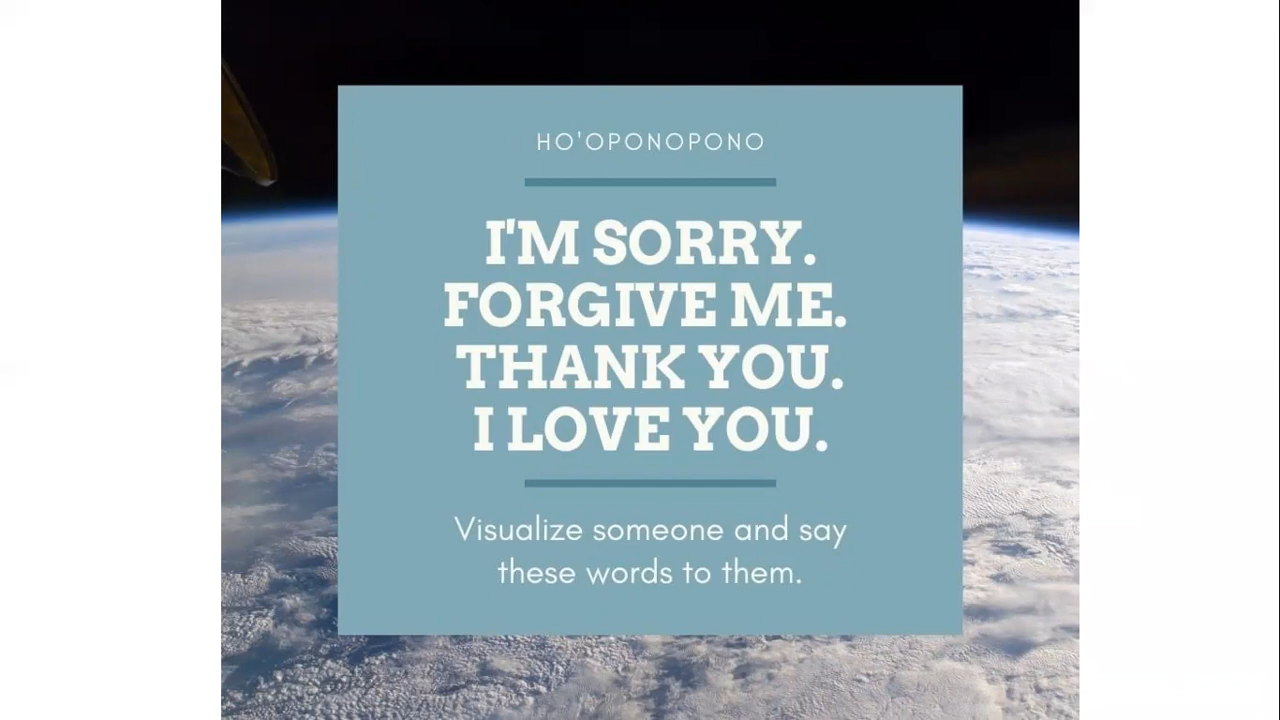 HO'OPONOPONO
I'M SORRY.
FORGIVE ME.
THANK YOU.
I LOVE YOU.
Visualize someone and say
these words to them.